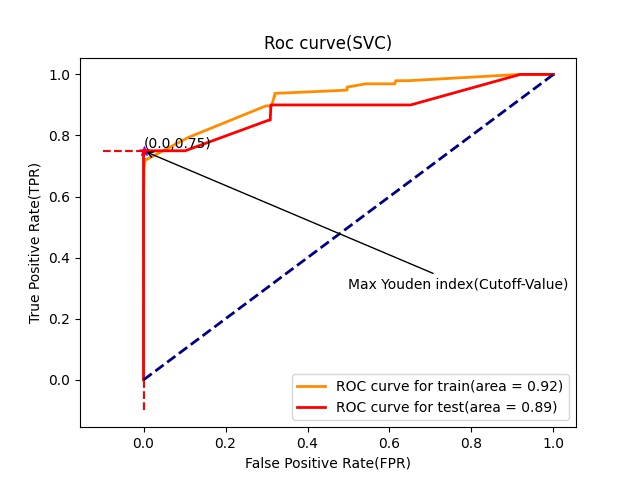 Roc curve(SVC)
True Positive Rate(TPR)
1.0
0.8
0.6
0.4
0.2
0.0
(0.0,0.75)
Max Youden index(Cutoff-Value)
ROC curve for train(area = 0.92)
ROC curve for test(area = 0.89)
0.0 0.2 0.4 0.6 0.8 1.0
False Positive Rate(FPR)